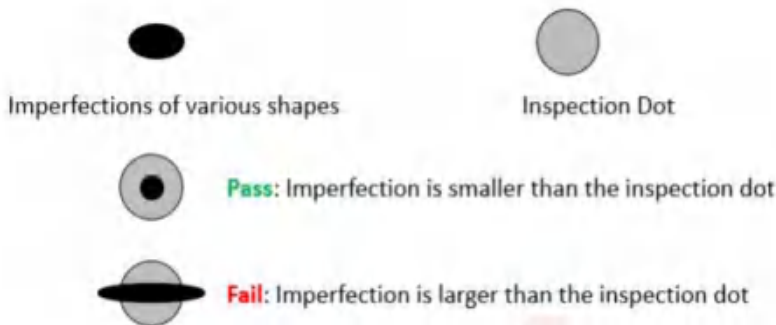 Imperfections of various shapes
Inspection Dot
Pass: Imperfection is smaller than the inspection dot
Fail: Imperfection is larger than the inspection dot